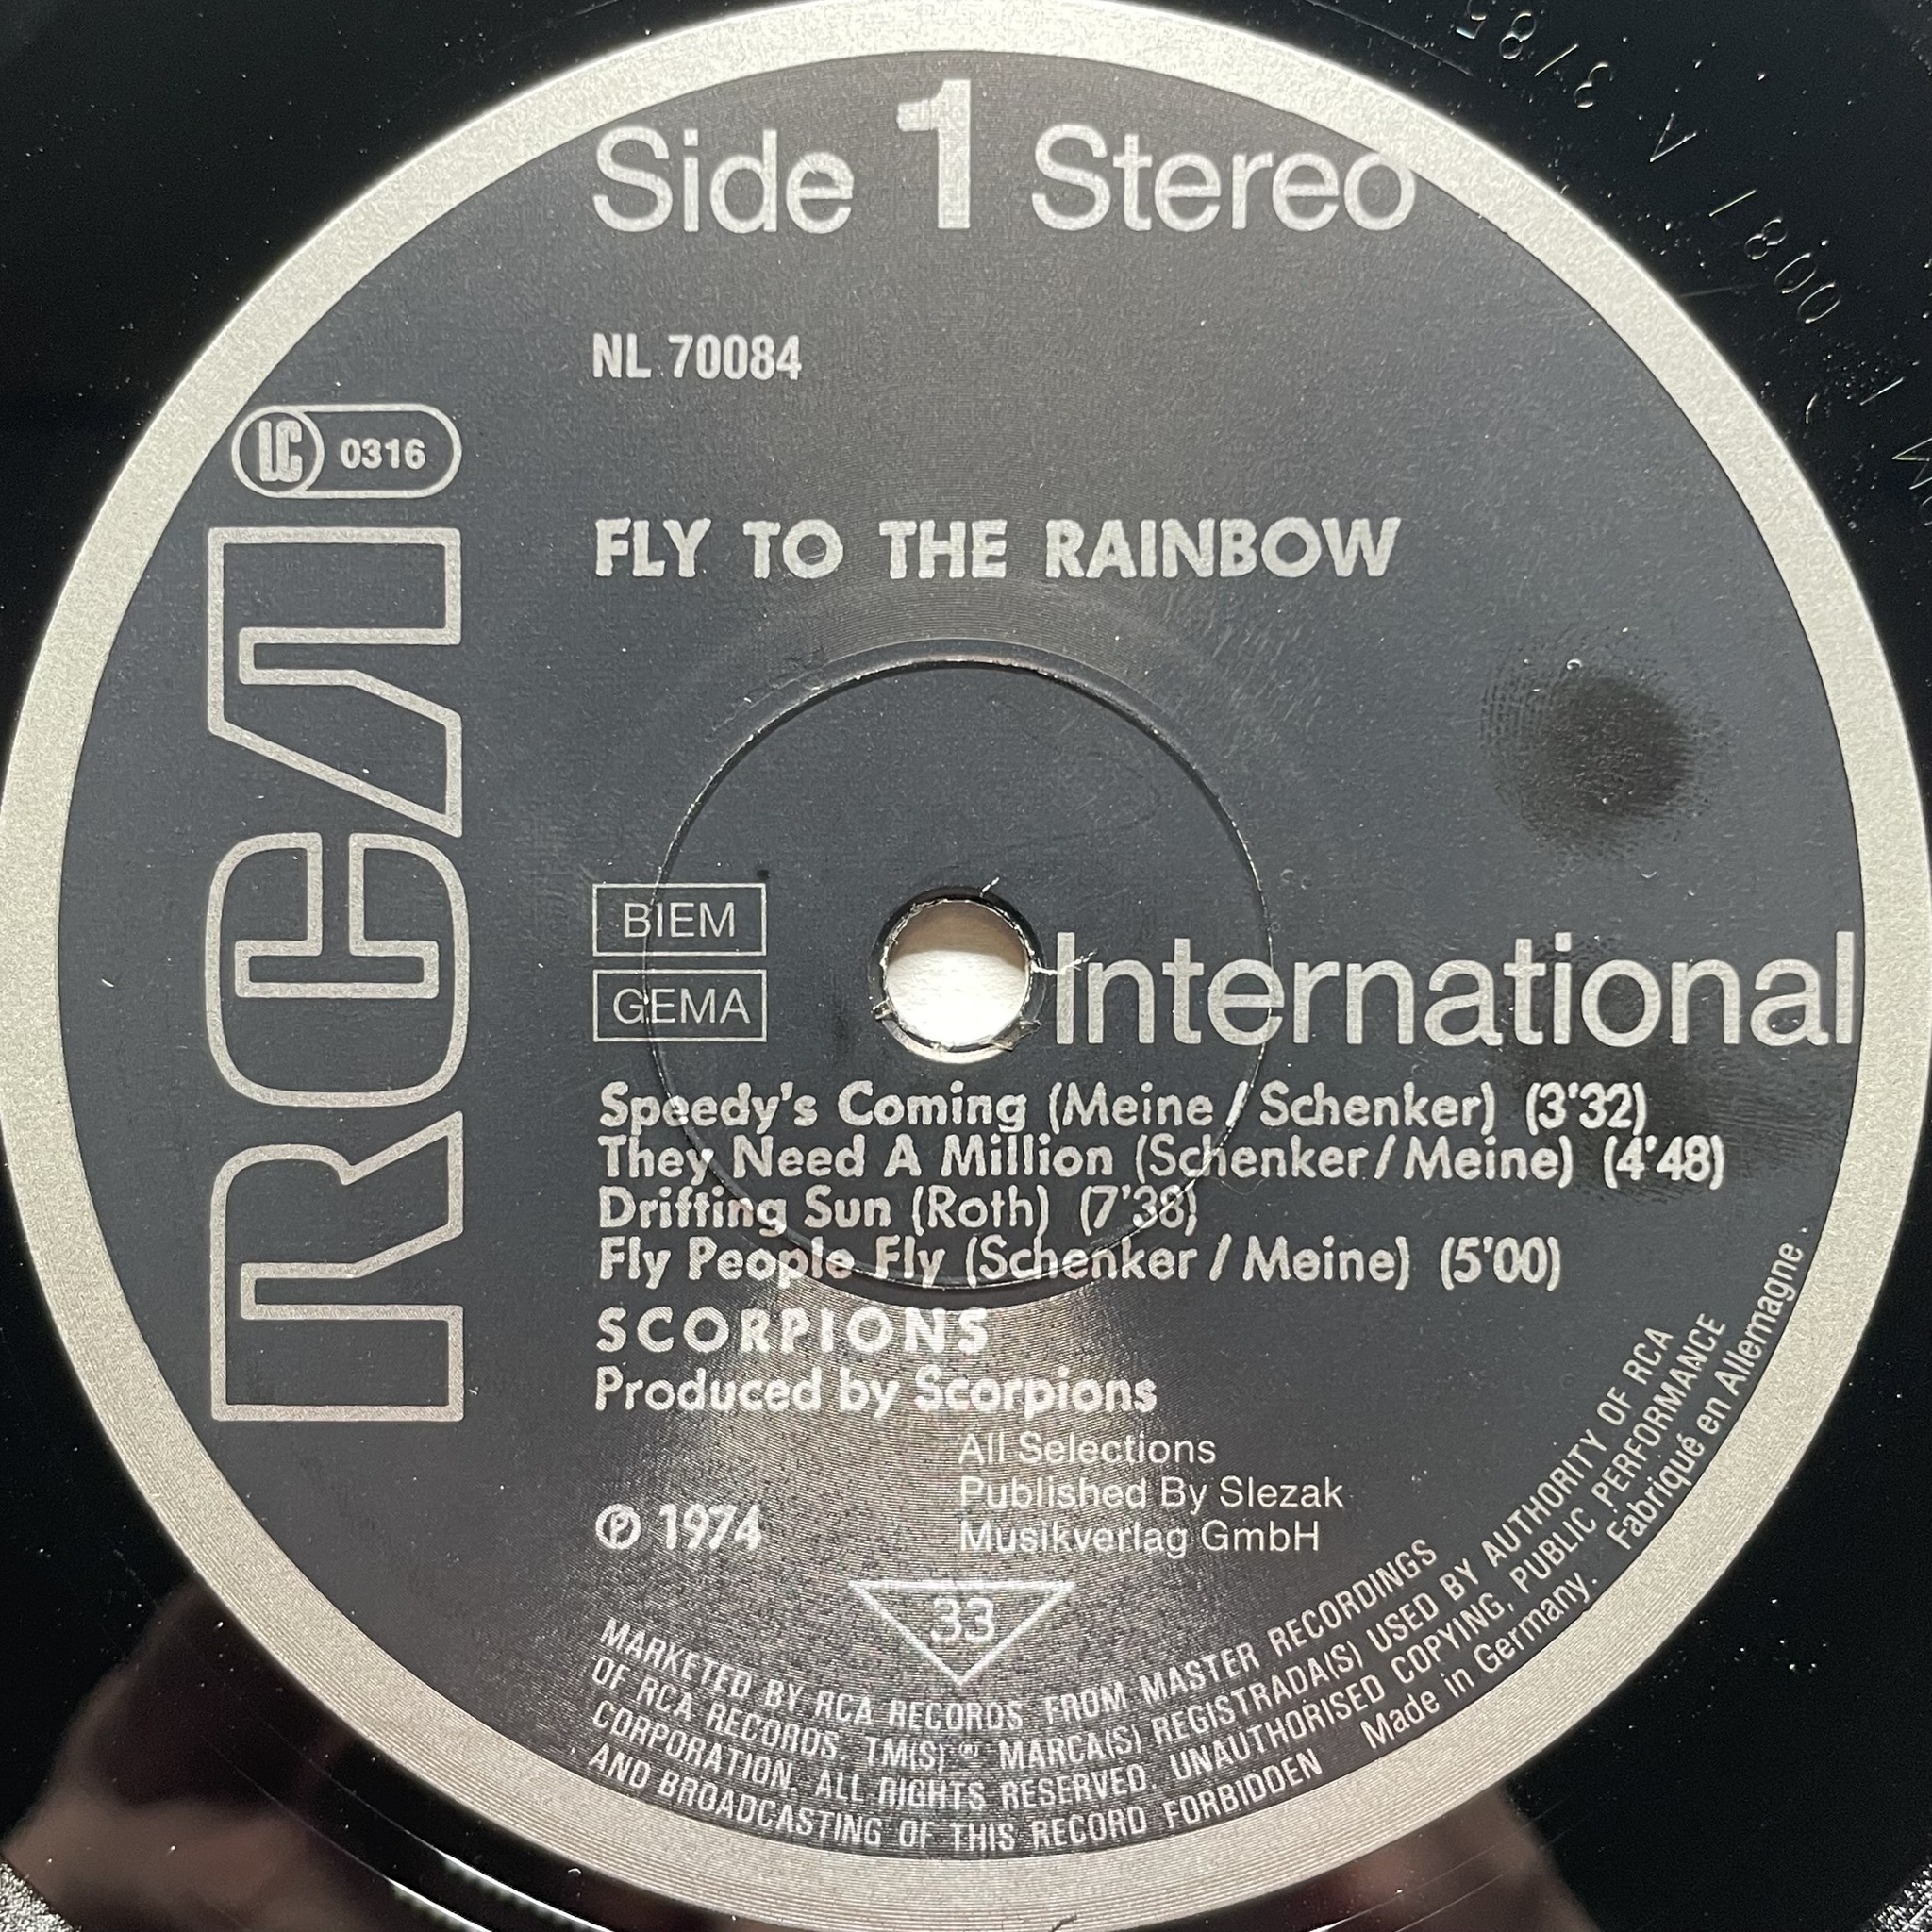 Side 1 Stereo
NL 70084
LC 0316
RCA
FLY TO THE RAINBOW
BIEM
GEMA
International
Speedy's Coming (Meine / Schenker) (3'32)
They Need A Million (Schenker / Meine) (4'48)
Drifting Sun (Roth) (7'38)
Fly People Fly (Schenker / Meine) (5'00)
SCORPIONS
Produced by Scorpions
All Selections
Published By Slezak
Musikverlag GmbH
℗ 1974
33
MARKETED BY RCA RECORDS FROM MASTER RECORDINGS
OF RCA RECORDS TM(S) ® MARCA(S) REGISTRADA(S) USED BY AUTHORITY OF RCA
CORPORATION. ALL RIGHTS RESERVED. UNAUTHORISED COPYING, PUBLIC PERFORMANCE
AND BROADCASTING OF THIS RECORD FORBIDDEN Made in Germany. Fabriqué en Allemagne.
3/85